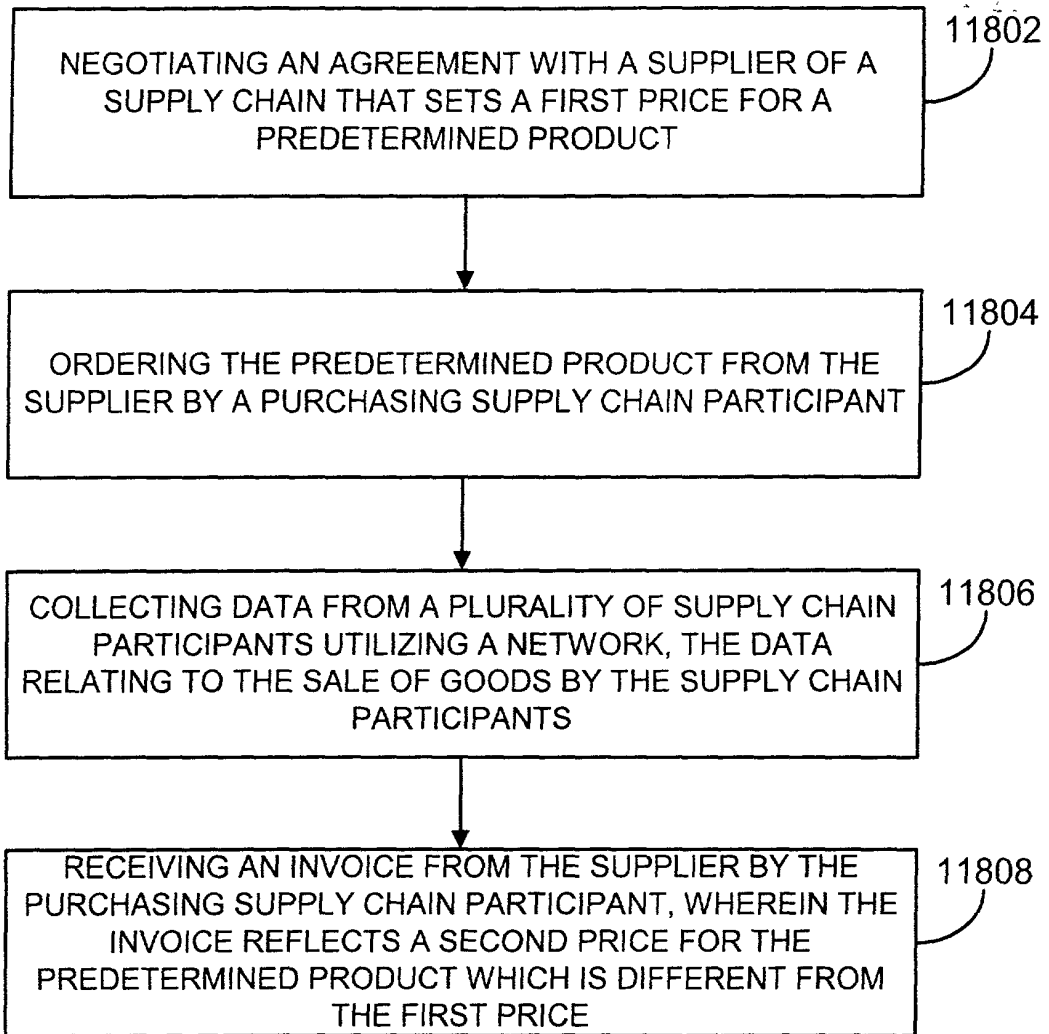 11802
NEGOTIATING AN AGREEMENT WITH A SUPPLIER OF A
SUPPLY CHAIN THAT SETS A FIRST PRICE FOR A
PREDETERMINED PRODUCT
11804
ORDERING THE PREDETERMINED PRODUCT FROM THE
SUPPLIER BY A PURCHASING SUPPLY CHAIN PARTICIPANT
11806
COLLECTING DATA FROM A PLURALITY OF SUPPLY CHAIN
PARTICIPANTS UTILIZING A NETWORK, THE DATA
RELATING TO THE SALE OF GOODS BY THE SUPPLY CHAIN
PARTICIPANTS
11808
RECEIVING AN INVOICE FROM THE SUPPLIER BY THE
PURCHASING SUPPLY CHAIN PARTICIPANT, WHEREIN THE
INVOICE REFLECTS A SECOND PRICE FOR THE
PREDETERMINED PRODUCT WHICH IS DIFFERENT FROM
THE FIRST PRICE